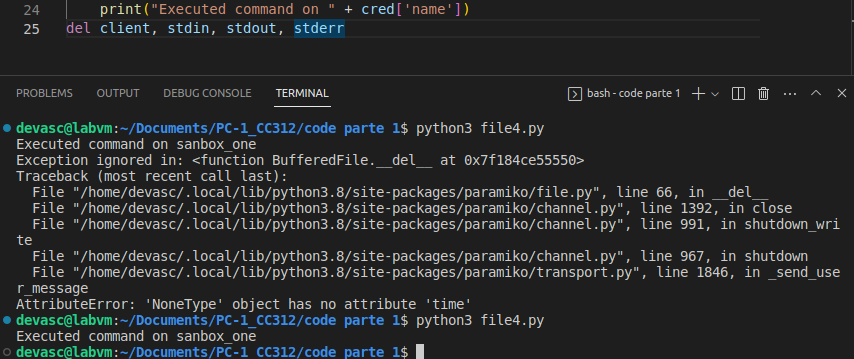 24 print("Executed command on " + cred['name'])
25 del client, stdin, stdout, stderr
PROBLEMS OUTPUT DEBUG CONSOLE TERMINAL bash - code parte 1
devasc@labvm:~/Documents/PC-1_CC312/code parte 1$ python3 file4.py
Executed command on sanbox_one
Exception ignored in: <function BufferedFile.__del__ at 0x7f184ce55550>
Traceback (most recent call last):
  File "/home/devasc/.local/lib/python3.8/site-packages/paramiko/file.py", line 66, in __del__
  File "/home/devasc/.local/lib/python3.8/site-packages/paramiko/channel.py", line 1392, in close
  File "/home/devasc/.local/lib/python3.8/site-packages/paramiko/channel.py", line 991, in shutdown_wri
te
  File "/home/devasc/.local/lib/python3.8/site-packages/paramiko/channel.py", line 967, in shutdown
  File "/home/devasc/.local/lib/python3.8/site-packages/paramiko/transport.py", line 1846, in _send_use
r_message
AttributeError: 'NoneType' object has no attribute 'time'
devasc@labvm:~/Documents/PC-1_CC312/code parte 1$ python3 file4.py
Executed command on sanbox_one
devasc@labvm:~/Documents/PC-1_CC312/code parte 1$